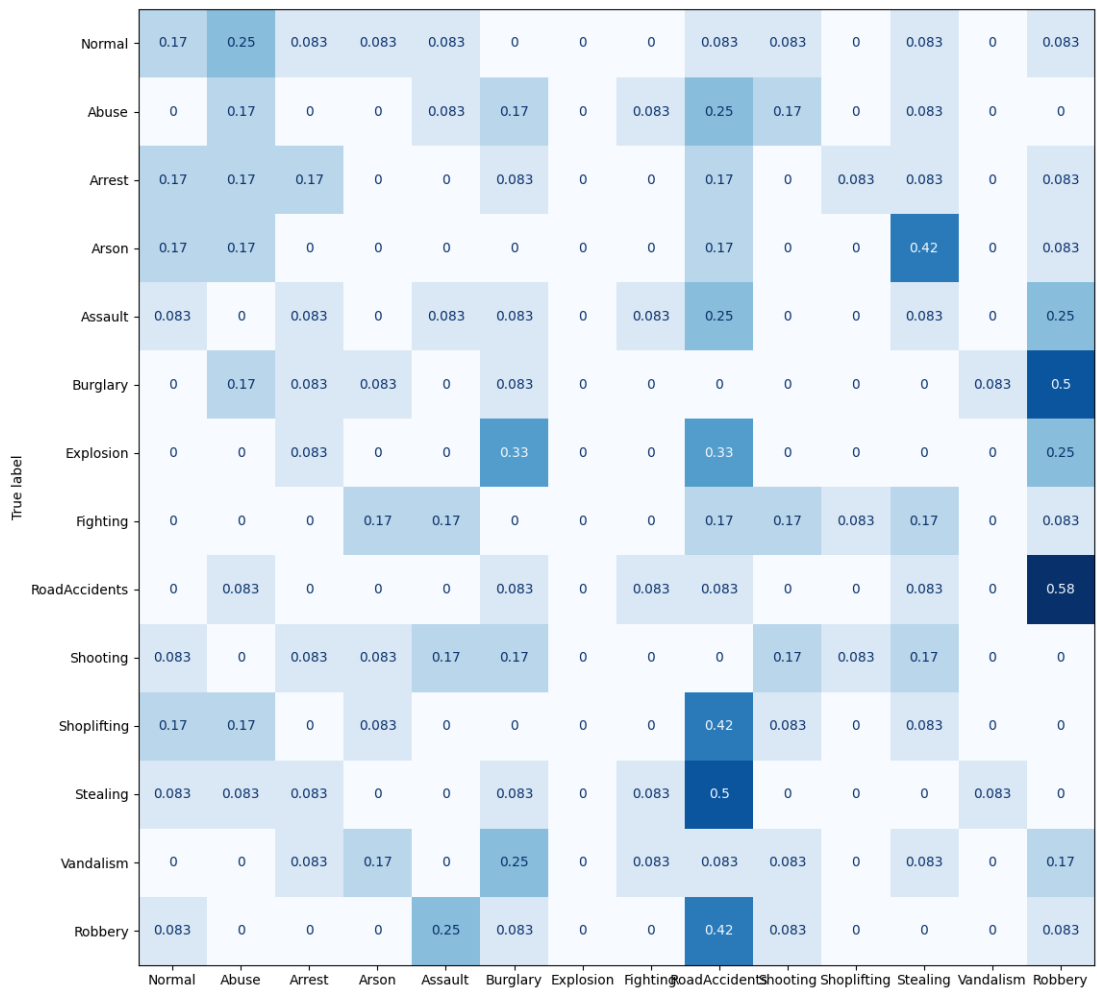 Normal 0.17 0.25 0.083 0.083 0.083 0 0 0 0.083 0.083 0 0.083 0 0.083
Abuse 0 0.17 0 0 0.083 0.17 0 0.083 0.25 0.17 0 0.083 0 0
Arrest 0.17 0.17 0.17 0 0 0.083 0 0 0.17 0 0.083 0.083 0 0.083
Arson 0.17 0.17 0 0 0 0 0 0 0.17 0 0 0.42 0 0.083
Assault 0.083 0 0.083 0 0.083 0.083 0 0.083 0.25 0 0 0.083 0 0.25
Burglary 0 0.17 0.083 0.083 0 0.083 0 0 0 0 0 0 0.083 0.5
Explosion 0 0 0.083 0 0 0.33 0 0 0.33 0 0 0 0 0.25
True label
Fighting 0 0 0 0.17 0.17 0 0 0 0.17 0.17 0.083 0.17 0 0.083
RoadAccidents 0 0.083 0 0 0 0.083 0 0.083 0.083 0 0 0.083 0 0.58
Shooting 0.083 0 0.083 0.083 0.17 0.17 0 0 0 0.17 0.083 0.17 0 0
Shoplifting 0.17 0.17 0 0.083 0 0 0 0 0.42 0.083 0 0.083 0 0
Stealing 0.083 0.083 0.083 0 0 0.083 0 0.083 0.5 0 0 0 0.083 0
Vandalism 0 0 0.083 0.17 0 0.25 0 0.083 0.083 0.083 0 0.083 0 0.17
Robbery 0.083 0 0 0 0.25 0.083 0 0 0.42 0.083 0 0 0 0.083
Normal Abuse Arrest Arson Assault Burglary Explosion Fighting RoadAccidents Shooting Shoplifting Stealing Vandalism Robbery